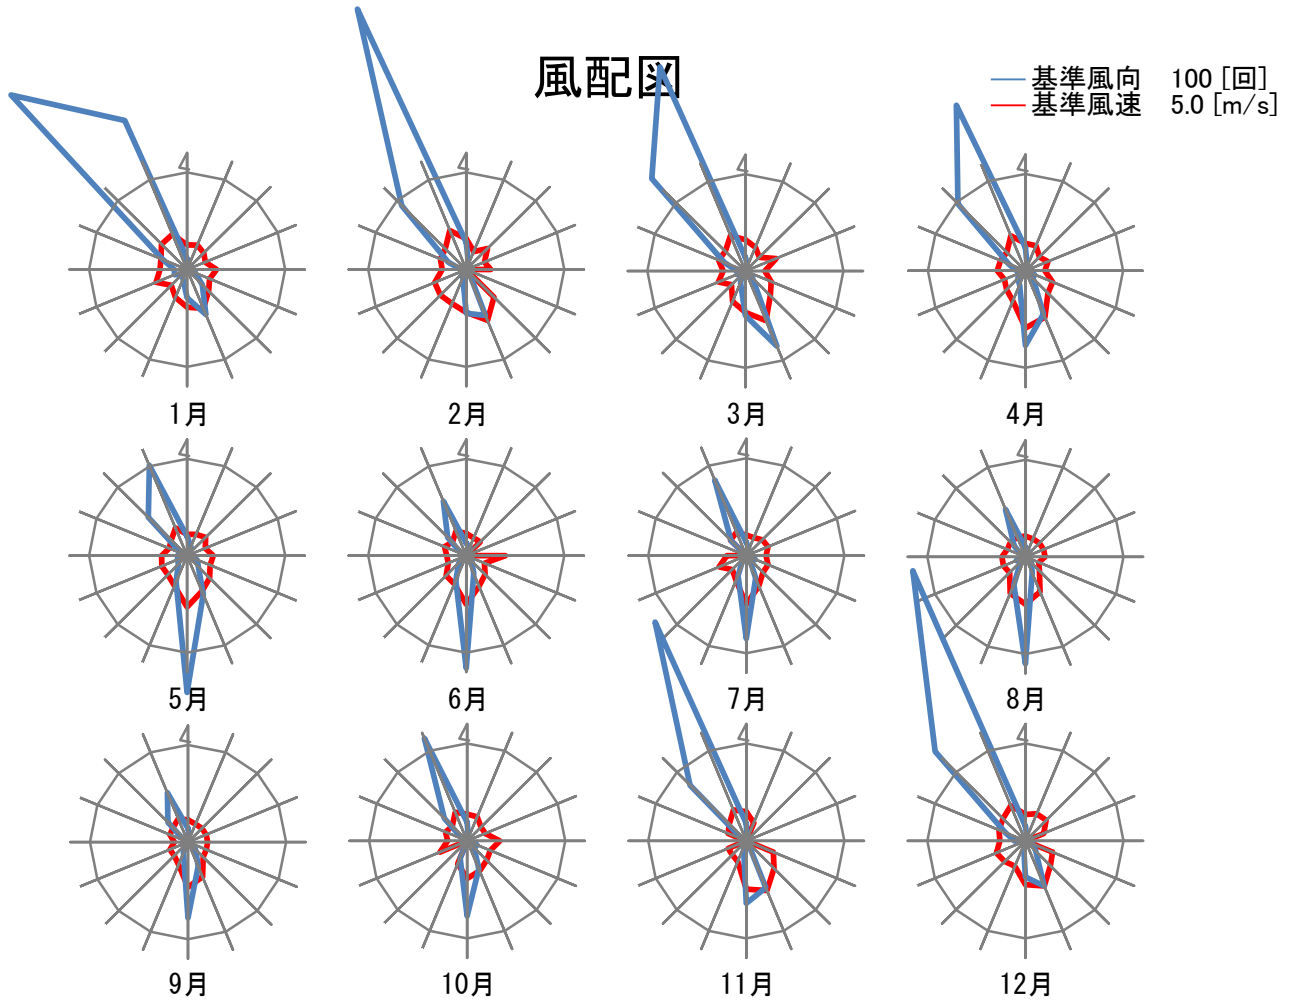 風配図
基準風向　100 [回]
基準風速　5.0 [m/s]
1月
2月
3月
4月
5月
6月
7月
8月
9月
10月
11月
12月